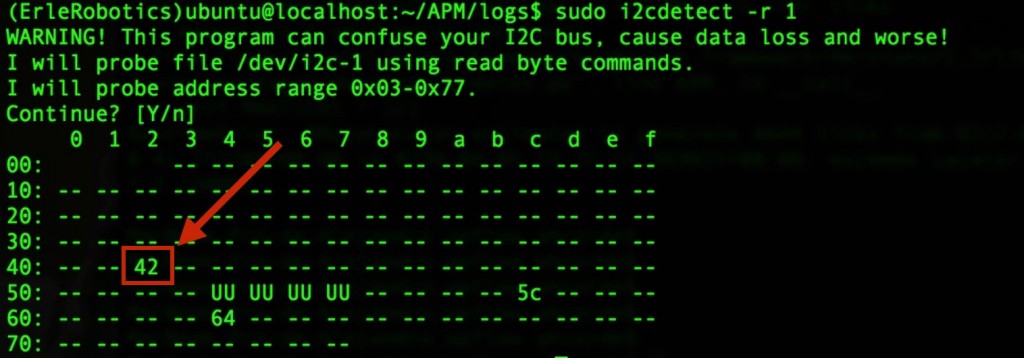 (ErleRobotics)ubuntu@localhost:~/APM/logs$ sudo i2cdetect -r 1
WARNING! This program can confuse your I2C bus, cause data loss and worse!
I will probe file /dev/i2c-1 using read byte commands.
I will probe address range 0x03-0x77.
Continue? [Y/n]
     0  1  2  3  4  5  6  7  8  9  a  b  c  d  e  f
00:          -- -- -- -- -- -- -- -- -- -- -- -- --
10: -- -- -- -- -- -- -- -- -- -- -- -- -- -- -- --
20: -- -- -- -- -- -- -- -- -- -- -- -- -- -- -- --
30: -- -- -- -- -- -- -- -- -- -- -- -- -- -- -- --
40: -- -- 42 -- -- -- -- -- -- -- -- -- -- -- -- --
50: -- -- -- -- UU UU UU UU -- -- -- -- 5c -- -- --
60: -- -- -- -- 64 -- -- -- -- -- -- -- -- -- -- --
70: -- -- -- -- -- -- -- --